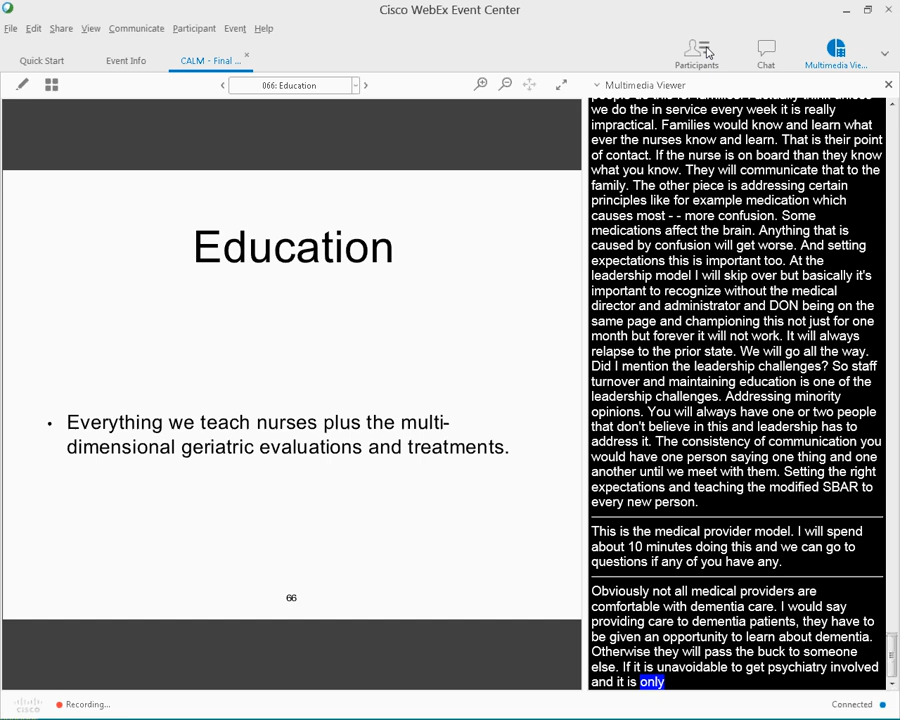 Cisco WebEx Event Center
File Edit Share View Communicate Participant Event Help
Quick Start Event Info CALM - Final ... Participants Chat Multimedia Vie...
066: Education
Multimedia Viewer
Education
• Everything we teach nurses plus the multi-
dimensional geriatric evaluations and treatments.
66
people do this for families. I actually think unless
we do the in service every week it is really
impractical. Families would know and learn what
ever the nurses know and learn. That is their point
of contact. If the nurse is on board than they know
what you know. They will communicate that to the
family. The other piece is addressing certain
principles like for example medication which
causes most - - more confusion. Some
medications affect the brain. Anything that is
caused by confusion will get worse. And setting
expectations this is important too. At the
leadership model I will skip over but basically it's
important to recognize without the medical
director and administrator and DON being on the
same page and championing this not just for one
month but forever it will not work. It will always
relapse to the prior state. We will go all the way.
Did I mention the leadership challenges? So staff
turnover and maintaining education is one of the
leadership challenges. Addressing minority
opinions. You will always have one or two people
that don't believe in this and leadership has to
address it. The consistency of communication you
would have one person saying one thing and one
another until we meet with them. Setting the right
expectations and teaching the modified SBAR to
every new person.
This is the medical provider model. I will spend
about 10 minutes doing this and we can go to
questions if any of you have any.
Obviously not all medical providers are
comfortable with dementia care. I would say
providing care to dementia patients, they have to
be given an opportunity to learn about dementia.
Otherwise they will pass the buck to someone
else. If it is unavoidable to get psychiatry involved
and it is only
cisco Recording... Connected